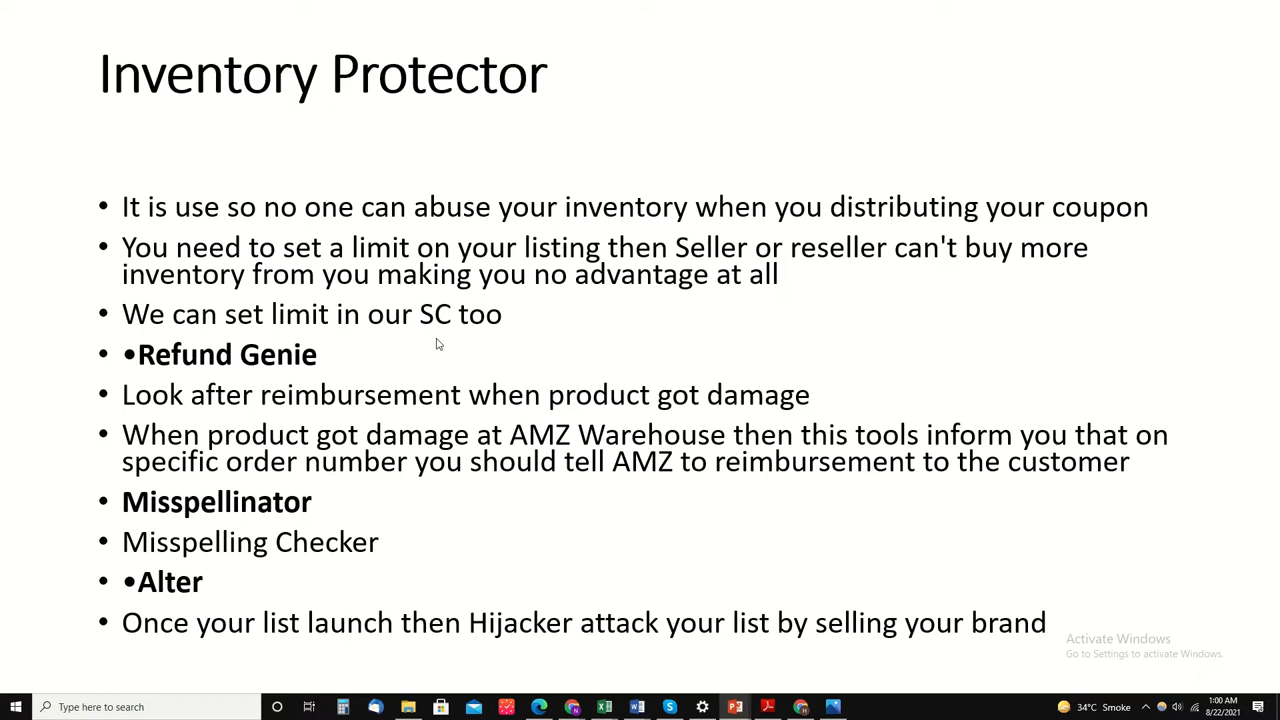 Inventory Protector
• It is use so no one can abuse your inventory when you distributing your coupon
• You need to set a limit on your listing then Seller or reseller can't buy more
inventory from you making you no advantage at all
• We can set limit in our SC too
• •Refund Genie
• Look after reimbursement when product got damage
• When product got damage at AMZ Warehouse then this tools inform you that on
specific order number you should tell AMZ to reimbursement to the customer
• Misspellinator
• Misspelling Checker
• •Alter
• Once your list launch then Hijacker attack your list by selling your brand
Activate Windows
Go to Settings to activate Windows.
Type here to search
34°C Smoke
1:00 AM
8/22/2021